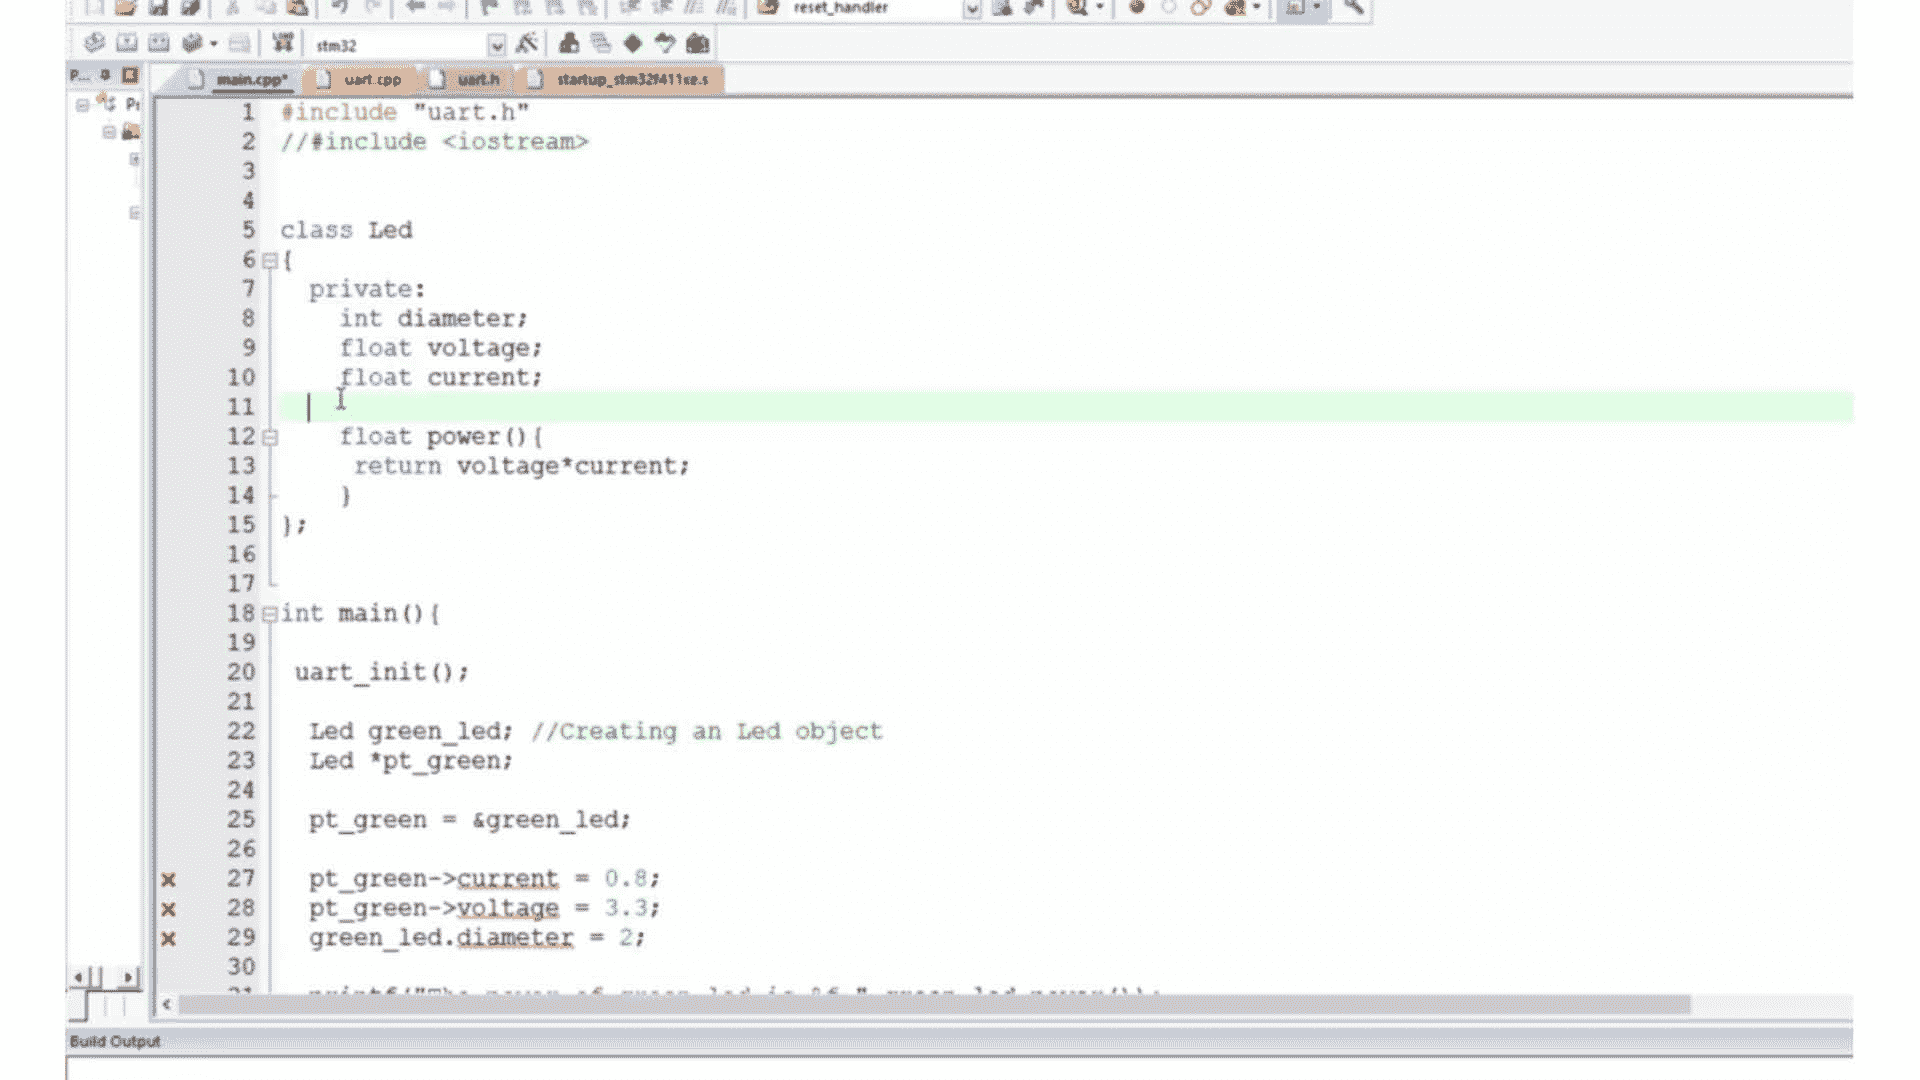 reset_handler
stm32
P...
main.cpp*
uart.cpp
uart.h
startup_stm32f411xe.s
Pr
1 #include "uart.h"
2 //#include <iostream>
3
4
5 class Led
6 {
7 private:
8 int diameter;
9 float voltage;
10 float current;
11
12 float power(){
13 return voltage*current;
14 }
15 };
16
17
18 int main(){
19
20 uart_init();
21
22 Led green_led; //Creating an Led object
23 Led *pt_green;
24
25 pt_green = &green_led;
26
27 pt_green->current = 0.8;
28 pt_green->voltage = 3.3;
29 green_led.diameter = 2;
30
Build Output